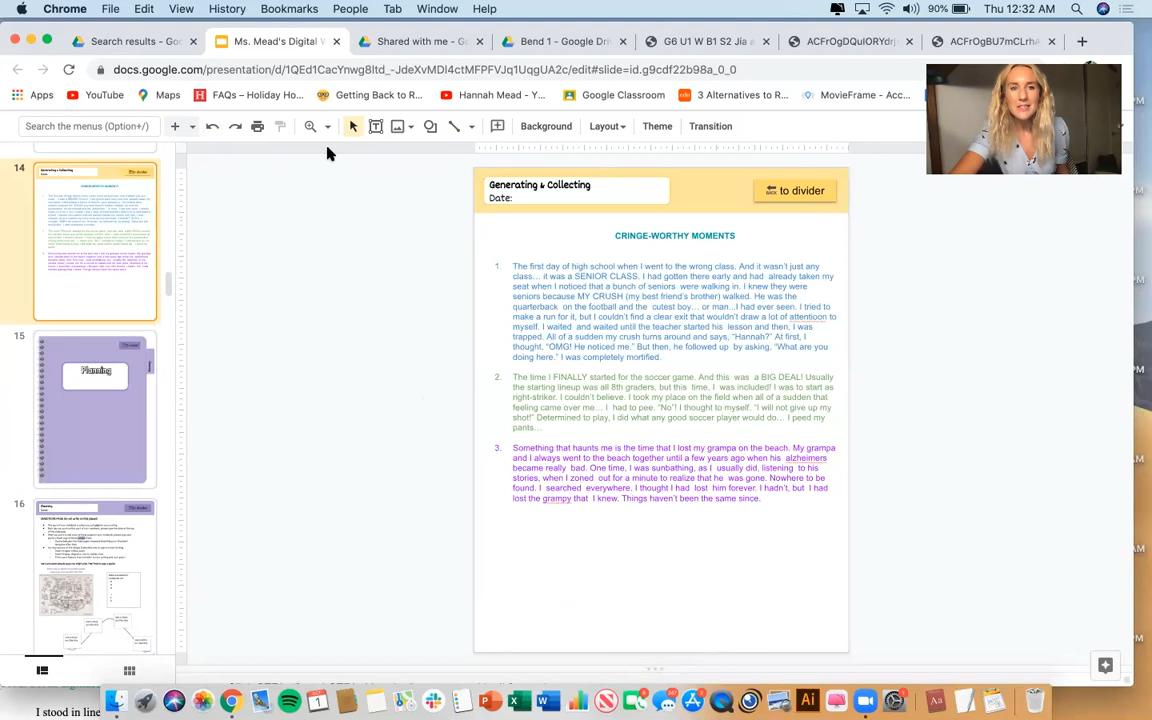 Chrome File Edit View History Bookmarks People Tab Window Help 90% Thu 12:32 AM
Search results - Goo Ms. Mead's Digital W Shared with me - Go Bend 1 - Google Driv G6 U1 W B1 S2 Jia a ACFrOgDQuIORYdrj ACFrOgBU7mCLrhA
docs.google.com/presentation/d/1QEd1CacYnwg8ltd_-JdeXvMDl4ctMFPFVJq1UqgUA2c/edit#slide=id.g9cdf22b98a_0_0
Apps YouTube Maps FAQs – Holiday Ho... Getting Back to R... Hannah Mead - Y... Google Classroom 3 Alternatives to R... MovieFrame - Acc...
Search the menus (Option+/) Background Layout Theme Transition
14
15
Planning
16
Generating & Collecting
Date:
BACK to divider
CRINGE-WORTHY MOMENTS
1. The first day of high school when I went to the wrong class. And it wasn't just any
class… it was a SENIOR CLASS. I had gotten there early and had already taken my
seat when I noticed that a bunch of seniors were walking in. I knew they were
seniors because MY CRUSH (my best friend's brother) walked. He was the
quarterback on the football and the cutest boy… or man...I had ever seen. I tried to
make a run for it, but I couldn't find a clear exit that wouldn't draw a lot of attentioon to
myself. I waited and waited until the teacher started his lesson and then, I was
trapped. All of a sudden my crush turns around and says, "Hannah?" At first, I
thought, "OMG! He noticed me." But then, he followed up by asking, "What are you
doing here." I was completely mortified.
2. The time I FINALLY started for the soccer game. And this was a BIG DEAL! Usually
the starting lineup was all 8th graders, but this time, I was included! I was to start as
right-striker. I couldn't believe. I took my place on the field when all of a sudden that
feeling came over me… I had to pee. "No"! I thought to myself. "I will not give up my
shot!" Determined to play, I did what any good soccer player would do… I peed my
pants…
3. Something that haunts me is the time that I lost my grampa on the beach. My grampa
and I always went to the beach together until a few years ago when his alzheimers
became really bad. One time, I was sunbathing, as I usually did, listening to his
stories, when I zoned out for a minute to realize that he was gone. Nowhere to be
found. I searched everywhere. I thought I had lost him forever. I hadn't, but I had
lost the grampy that I knew. Things haven't been the same since.
I stood in line